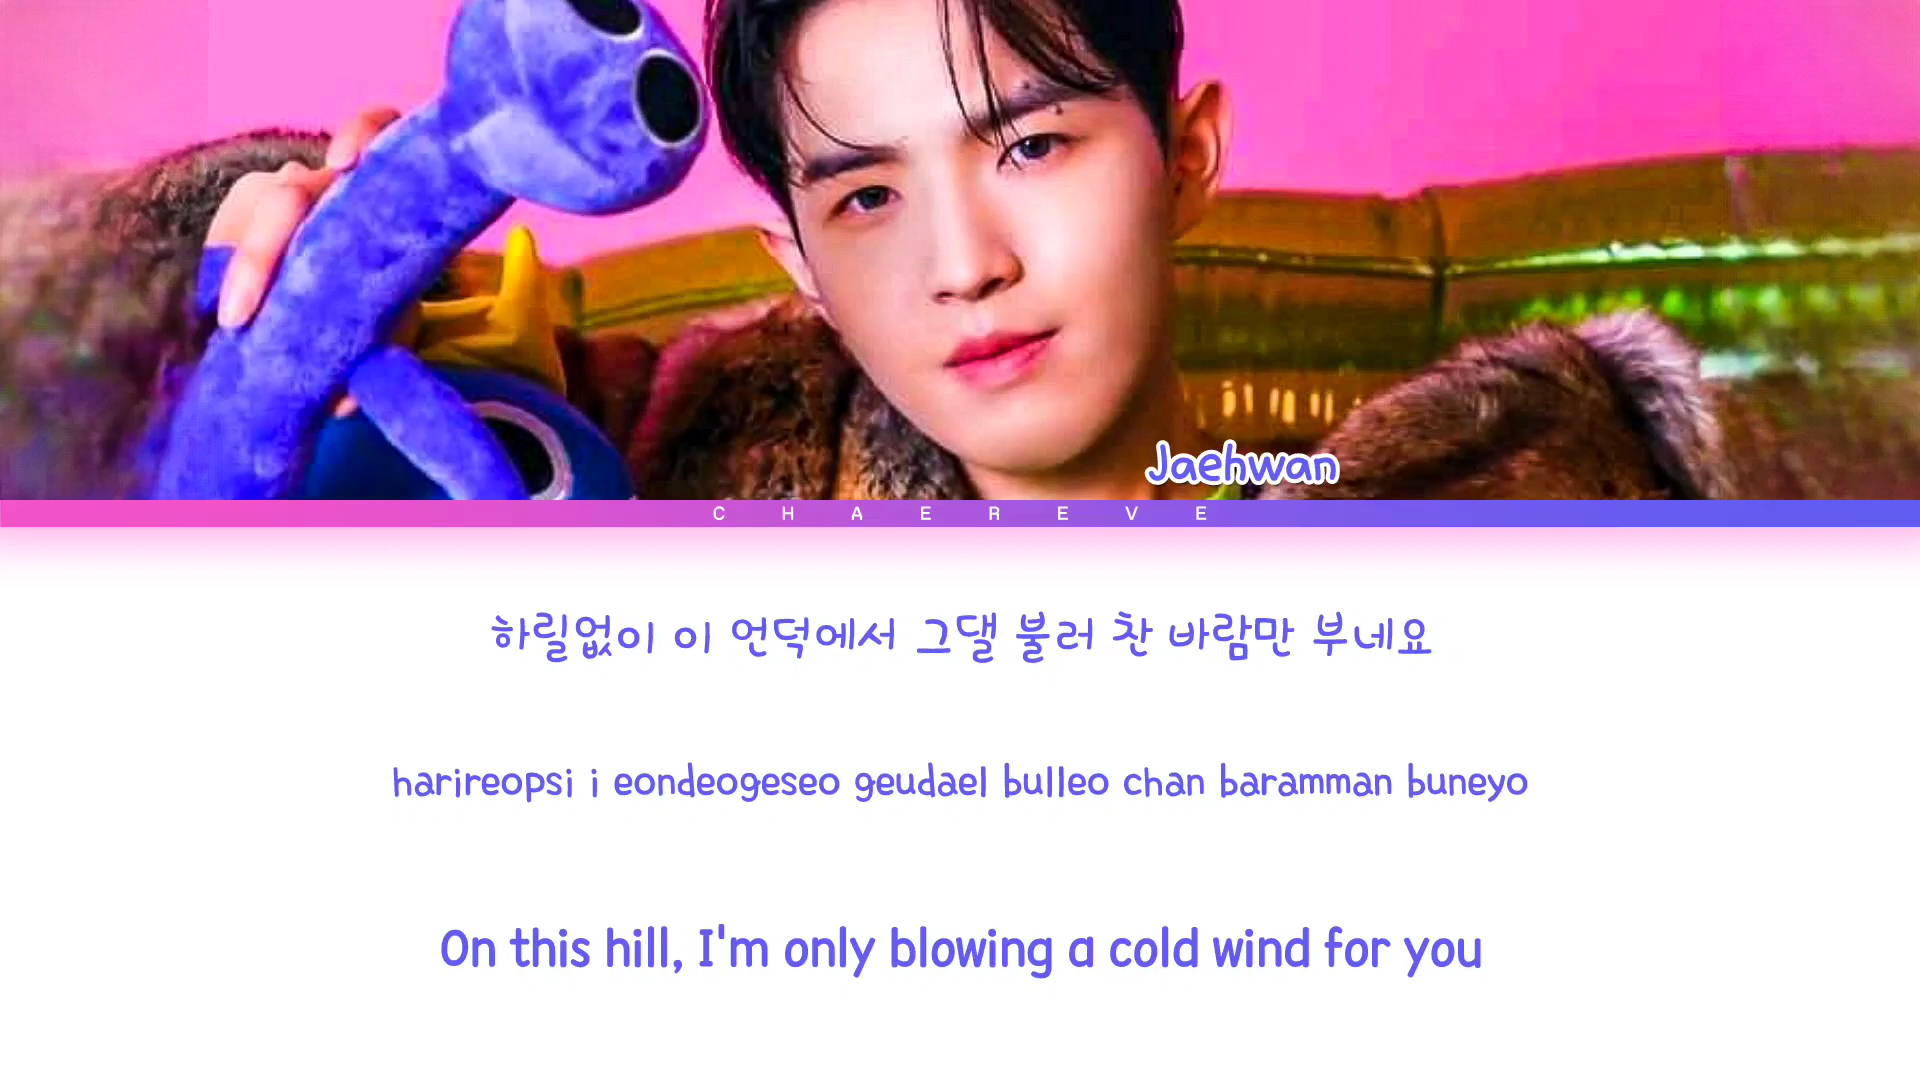 Jaehwan
CHAEREVE
하릴없이 이 언덕에서 그댈 불러 찬 바람만 부네요
harireopsi i eondeogeseo geudael bulleo chan baramman buneyo
On this hill, I'm only blowing a cold wind for you